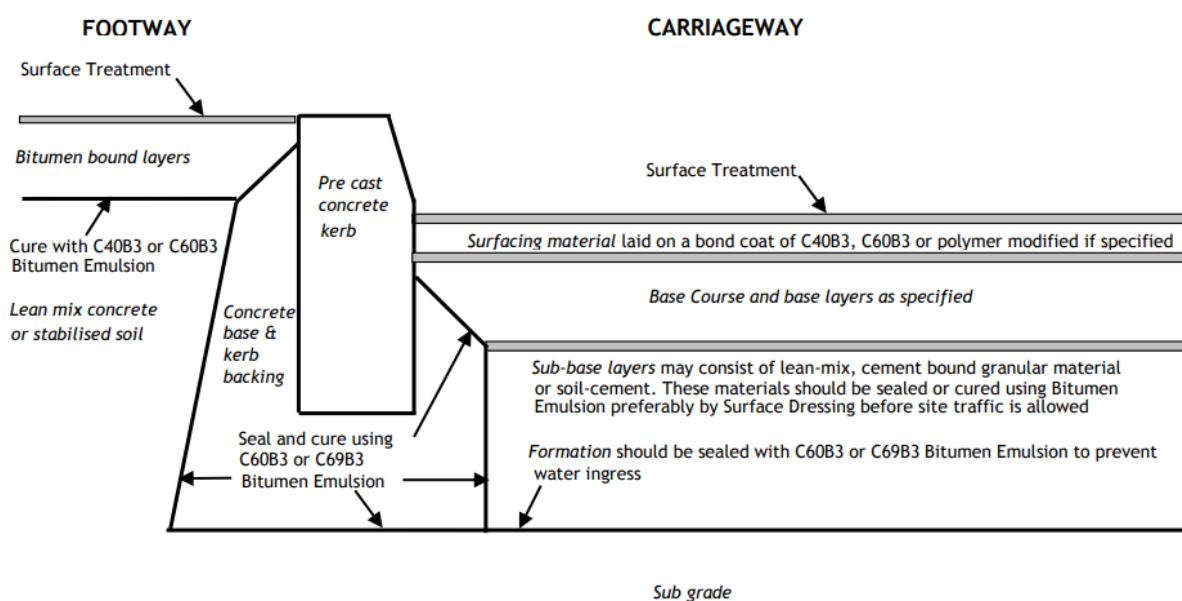 FOOTWAY
CARRIAGEWAY
Surface Treatment
Bitumen bound layers
Pre cast
concrete
kerb
Surface Treatment
Surfacing material laid on a bond coat of C40B3, C60B3 or polymer modified if specified
Cure with C40B3 or C60B3
Bitumen Emulsion
Base Course and base layers as specified
Lean mix concrete
or stabilised soil
Concrete
base &
kerb
backing
Sub-base layers may consist of lean-mix, cement bound granular material
or soil-cement. These materials should be sealed or cured using Bitumen
Emulsion preferably by Surface Dressing before site traffic is allowed
Seal and cure using
C60B3 or C69B3
Bitumen Emulsion
Formation should be sealed with C60B3 or C69B3 Bitumen Emulsion to prevent
water ingress
Sub grade